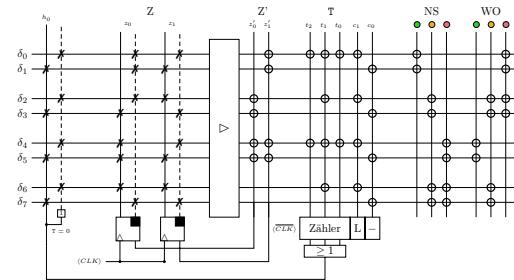 Z Z' T NS WO
h₀ z₀ z₁ z₀' z₁' t₂ t₁ t₀ c₁ c₀
δ₀
δ₁
δ₂
δ₃
▷
δ₄
δ₅
δ₆
δ₇
T = 0
⟨CLK⟩ Zähler L −
≥ 1
⟨CLK⟩